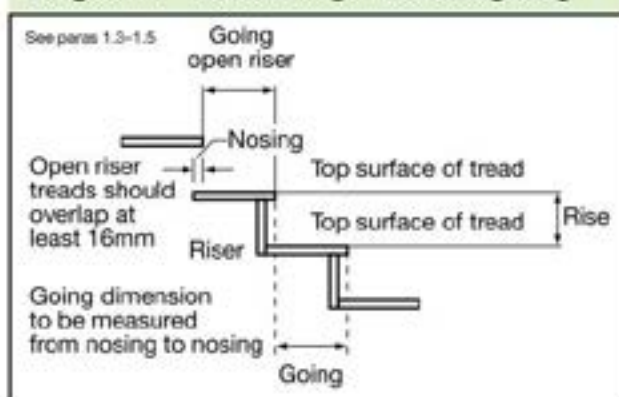 See paras 1.3–1.5
Going
open riser
Nosing
Open riser
treads should
overlap at
least 16mm
Top surface of tread
Top surface of tread
Rise
Riser
Going dimension
to be measured
from nosing to nosing
Going